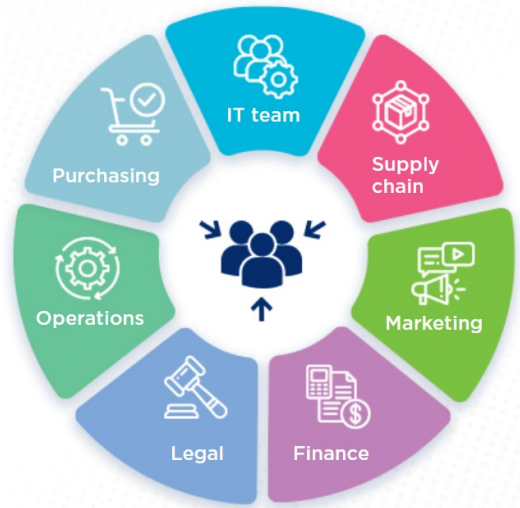 IT team
Supply
chain
Marketing
Finance
Legal
Operations
Purchasing